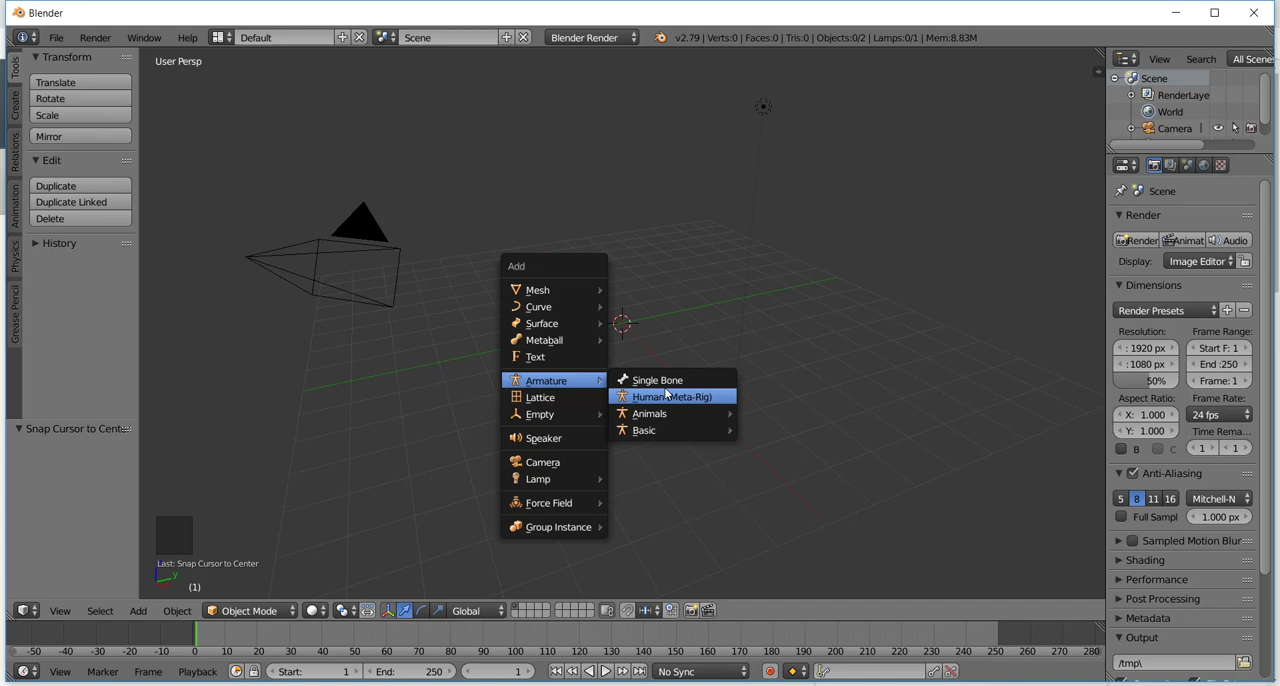 Blender
File Render Window Help Default Scene Blender Render v2.79 | Verts:0 | Faces:0 | Tris:0 | Objects:0/2 | Lamps:0/1 | Mem:8.83M
Tools
Create
Relations
Animation
Physics
Grease Pencil
Transform
Translate
Rotate
Scale
Mirror
Edit
Duplicate
Duplicate Linked
Delete
History
Snap Cursor to Cent...
User Persp
Add
Mesh
Curve
Surface
Metaball
Text
Armature
Lattice
Empty
Speaker
Camera
Lamp
Force Field
Group Instance
Single Bone
Human (Meta-Rig)
Animals
Basic
Last: Snap Cursor to Center
y
(1)
View Select Add Object Object Mode Global
-50 -40 -30 -20 -10 0 10 20 30 40 50 60 70 80 90 100 110 120 130 140 150 160 170 180 190 200 210 220 230 240 250 260 270 280
View Marker Frame Playback Start: 1 End: 250 1 No Sync
View Search All Scenes
Scene
RenderLaye
World
Camera
Scene
Render
Render Animat Audio
Display: Image Editor
Dimensions
Render Presets
Resolution: Frame Range:
: 1920 px Start F: 1
: 1080 px End :250
50% Frame: 1
Aspect Ratio: Frame Rate:
X: 1.000 24 fps
Y: 1.000 Time Rema...
B C 1 1
Anti-Aliasing
5 8 11 16 Mitchell-N
Full Sampl 1.000 px
Sampled Motion Blur
Shading
Performance
Post Processing
Metadata
Output
/tmp\